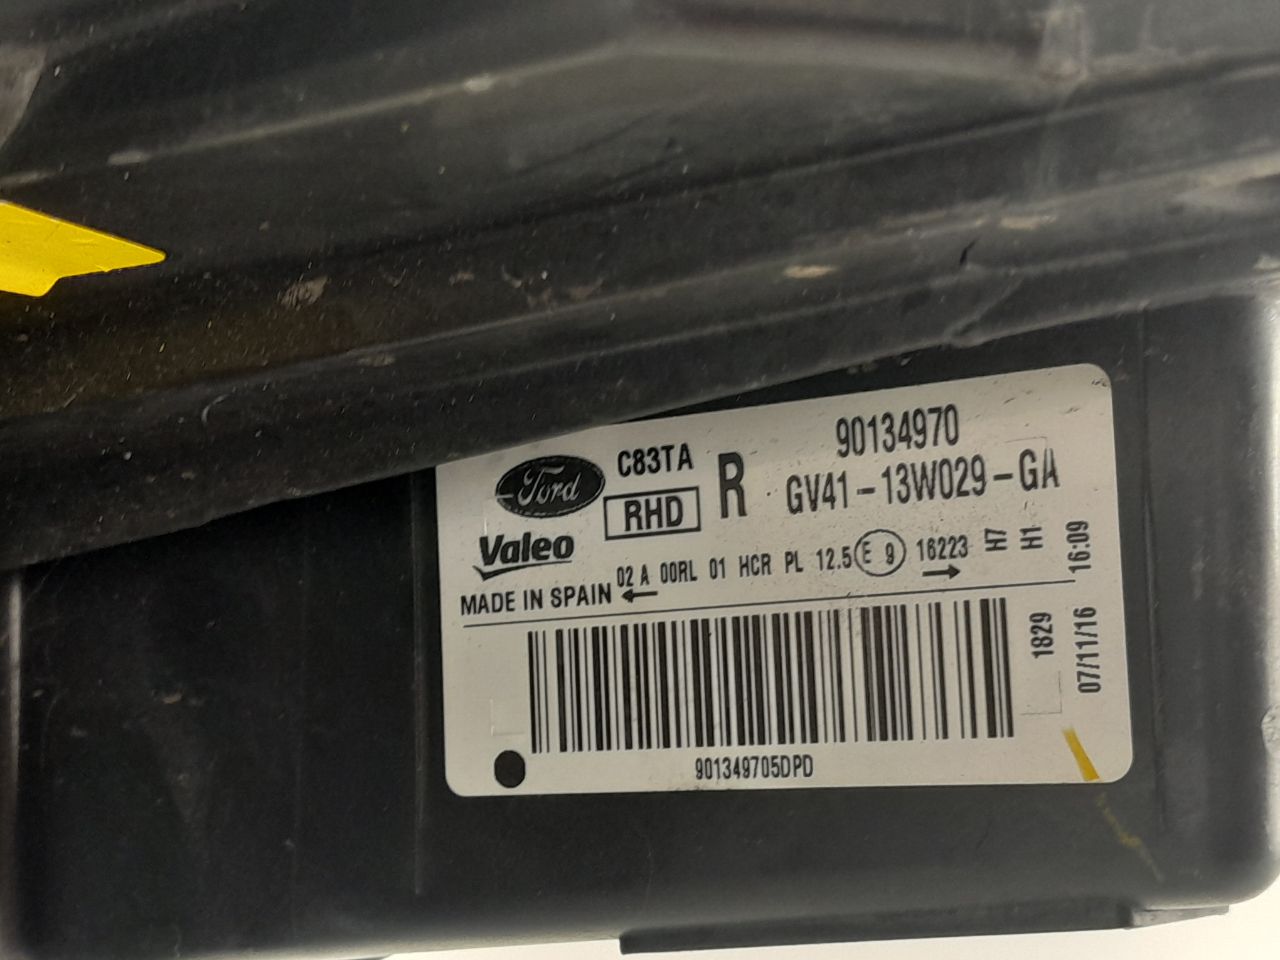 Ford
C83TA
RHD
R
90134970
GV41-13W029-GA
Valeo
02 A 00RL 01 HCR PL 12.5 E 9 16223
MADE IN SPAIN
H7
H1
16:09
1829
07/11/16
901349705DPD